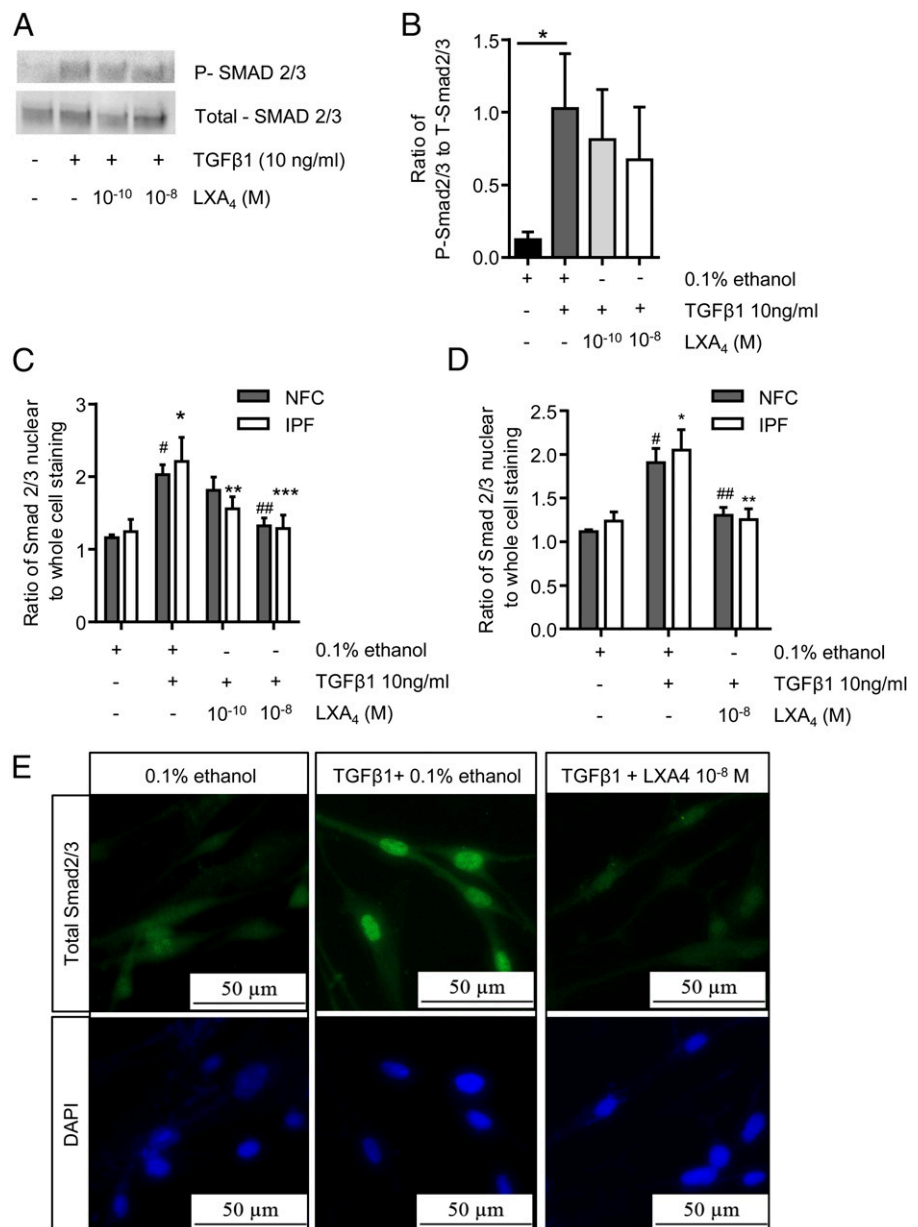 A
P- SMAD 2/3
Total - SMAD 2/3
- + + + TGFβ1 (10 ng/ml)
- - 10⁻¹⁰ 10⁻⁸ LXA₄ (M)
B
Ratio of
P-Smad2/3 to T-Smad2/3
1.5
1.0
0.5
0.0
*
+ + - - 0.1% ethanol
- + + + TGFβ1 10ng/ml
- - 10⁻¹⁰ 10⁻⁸ LXA₄ (M)
C
Ratio of Smad 2/3 nuclear
to whole cell staining
3
2
1
0
NFC
IPF
# * ** ## ***
+ + - - 0.1% ethanol
- + + + TGFβ1 10ng/ml
- - 10⁻¹⁰ 10⁻⁸ LXA₄ (M)
D
Ratio of Smad 2/3 nuclear
to whole cell staining
2.5
2.0
1.5
1.0
0.5
0.0
NFC
IPF
# * ## **
+ + - 0.1% ethanol
- + + TGFβ1 10ng/ml
- - 10⁻⁸ LXA₄ (M)
E
0.1% ethanol
TGFβ1+ 0.1% ethanol
TGFβ1 + LXA4 10⁻⁸ M
Total Smad2/3
50 µm
50 µm
50 µm
DAPI
50 µm
50 µm
50 µm